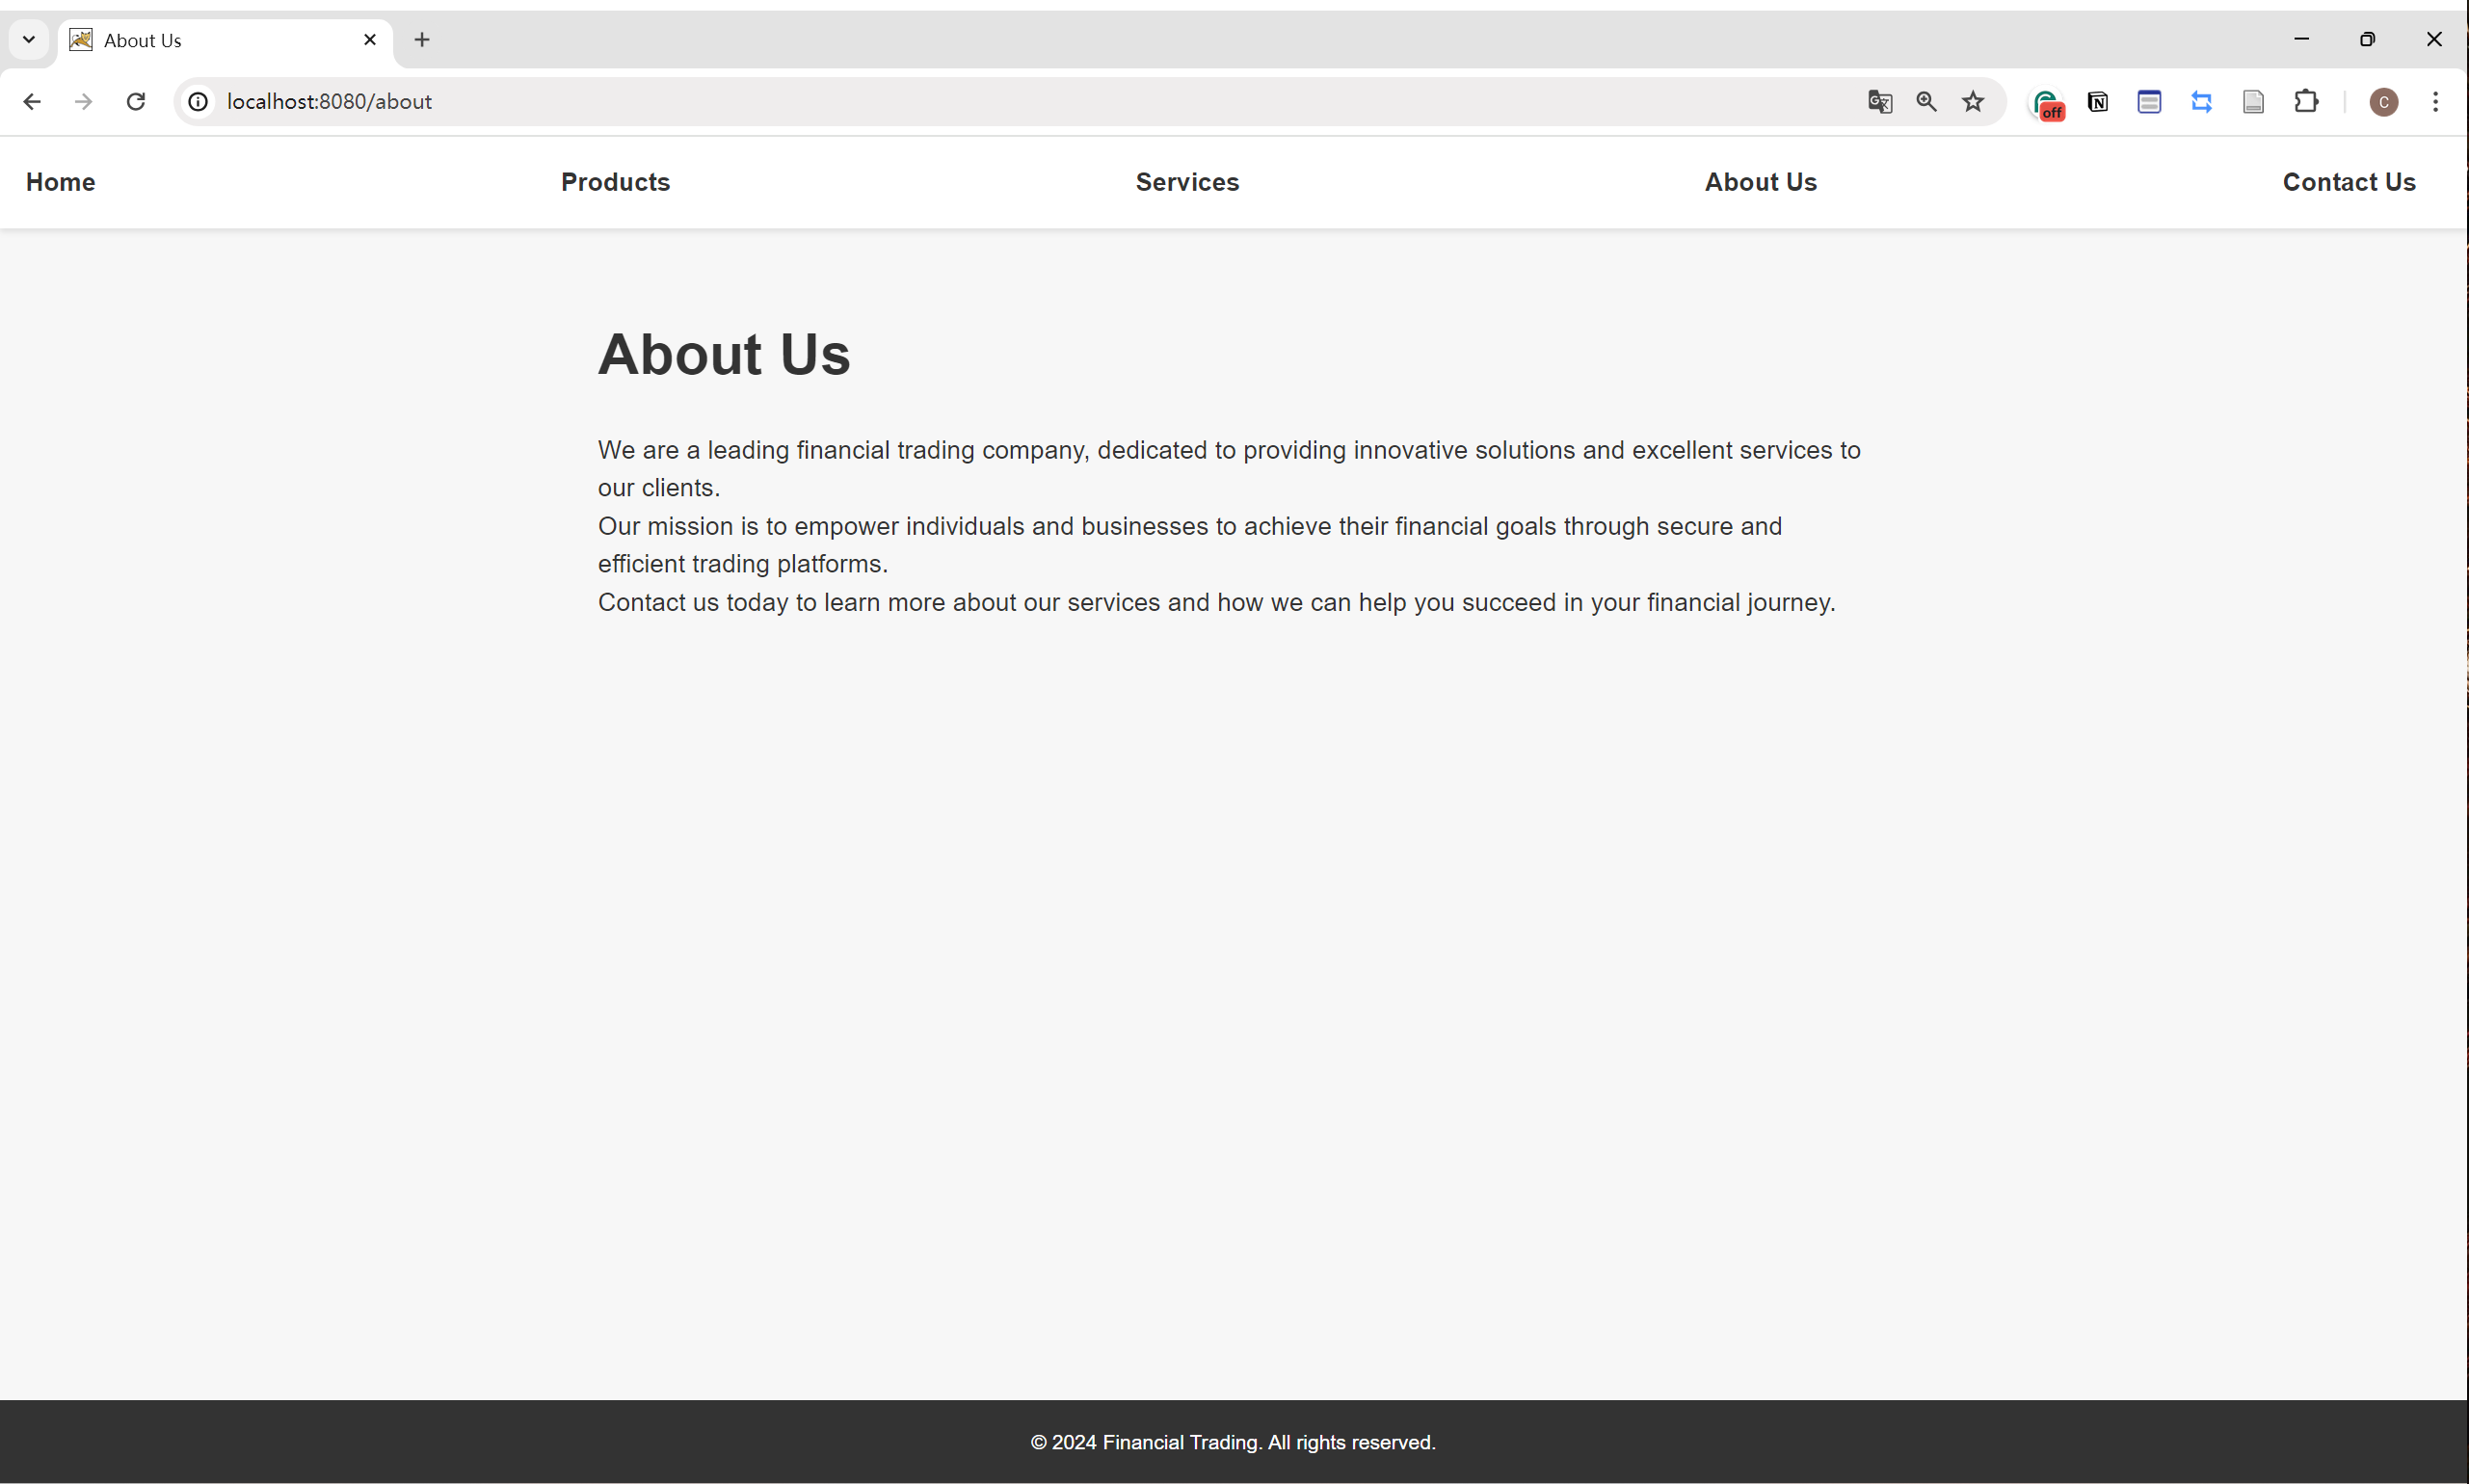 About Us
localhost:8080/about
off
N
C
Home Products Services About Us Contact Us
About Us
We are a leading financial trading company, dedicated to providing innovative solutions and excellent services to
our clients.
Our mission is to empower individuals and businesses to achieve their financial goals through secure and
efficient trading platforms.
Contact us today to learn more about our services and how we can help you succeed in your financial journey.
© 2024 Financial Trading. All rights reserved.